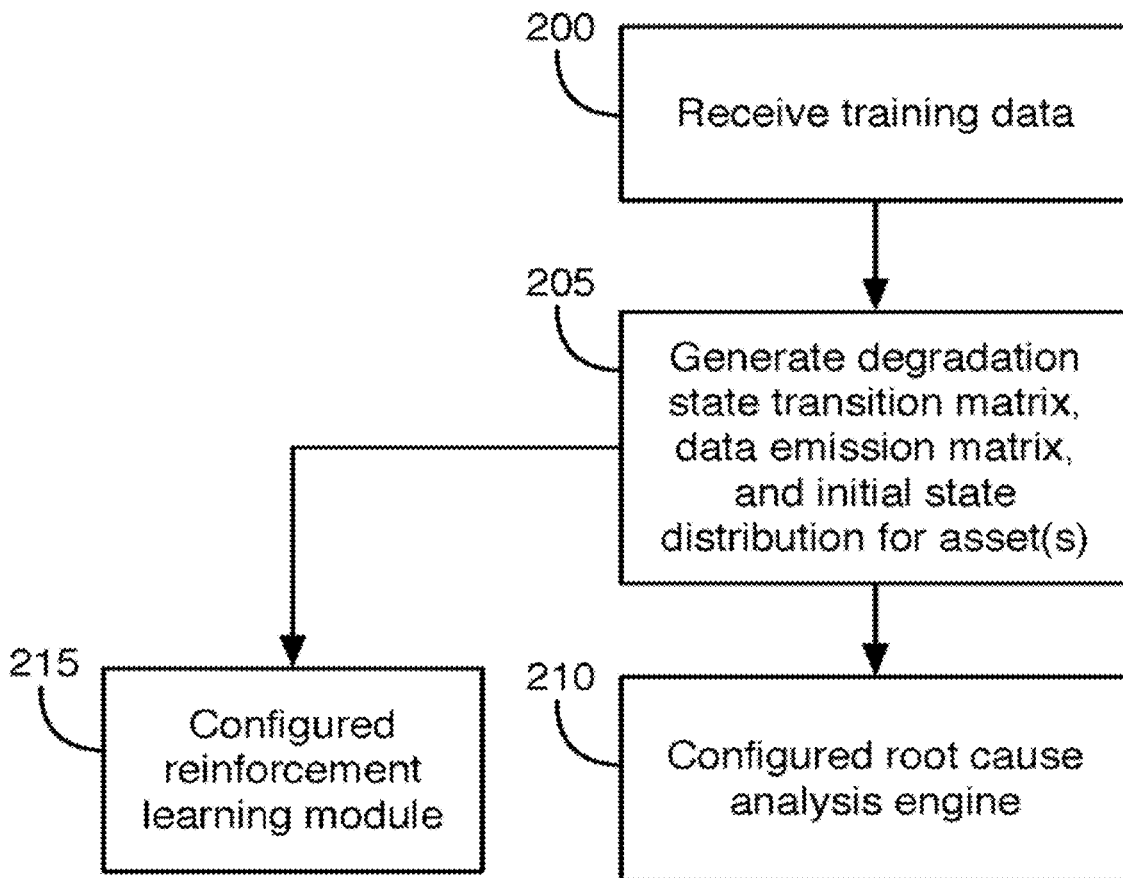 200
Receive training data
205
Generate degradation
state transition matrix,
data emission matrix,
and initial state
distribution for asset(s)
215
Configured
reinforcement
learning module
210
Configured root cause
analysis engine